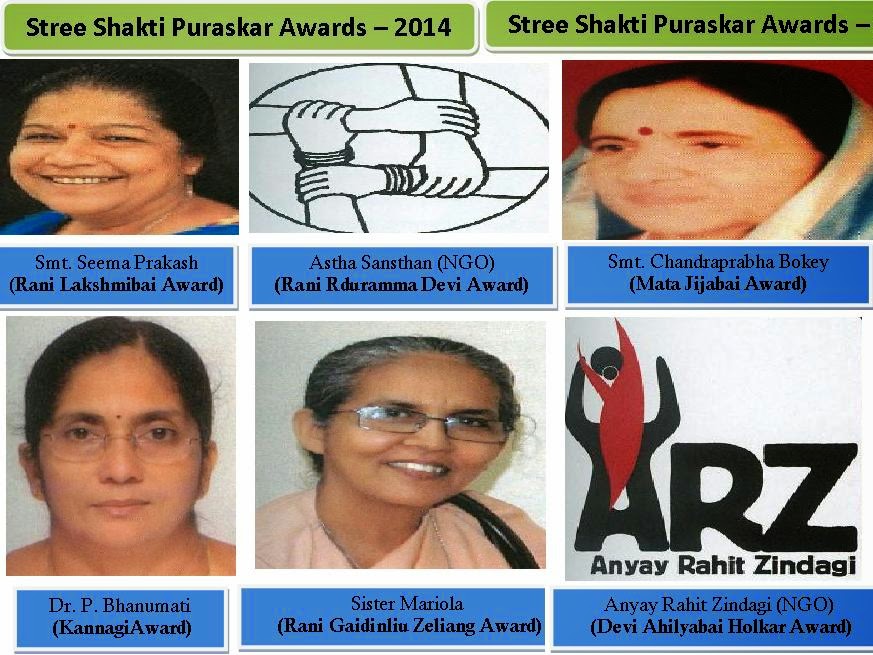 Stree Shakti Puraskar Awards – 2014
Stree Shakti Puraskar Awards –
Smt. Seema Prakash
(Rani Lakshmibai Award)
Astha Sansthan (NGO)
(Rani Rduramma Devi Award)
Smt. Chandraprabha Bokey
(Mata Jijabai Award)
Dr. P. Bhanumati
(KannagiAward)
Sister Mariola
(Rani Gaidinliu Zeliang Award)
ARZ
Anyay Rahit Zindagi
Anyay Rahit Zindagi (NGO)
(Devi Ahilyabai Holkar Award)